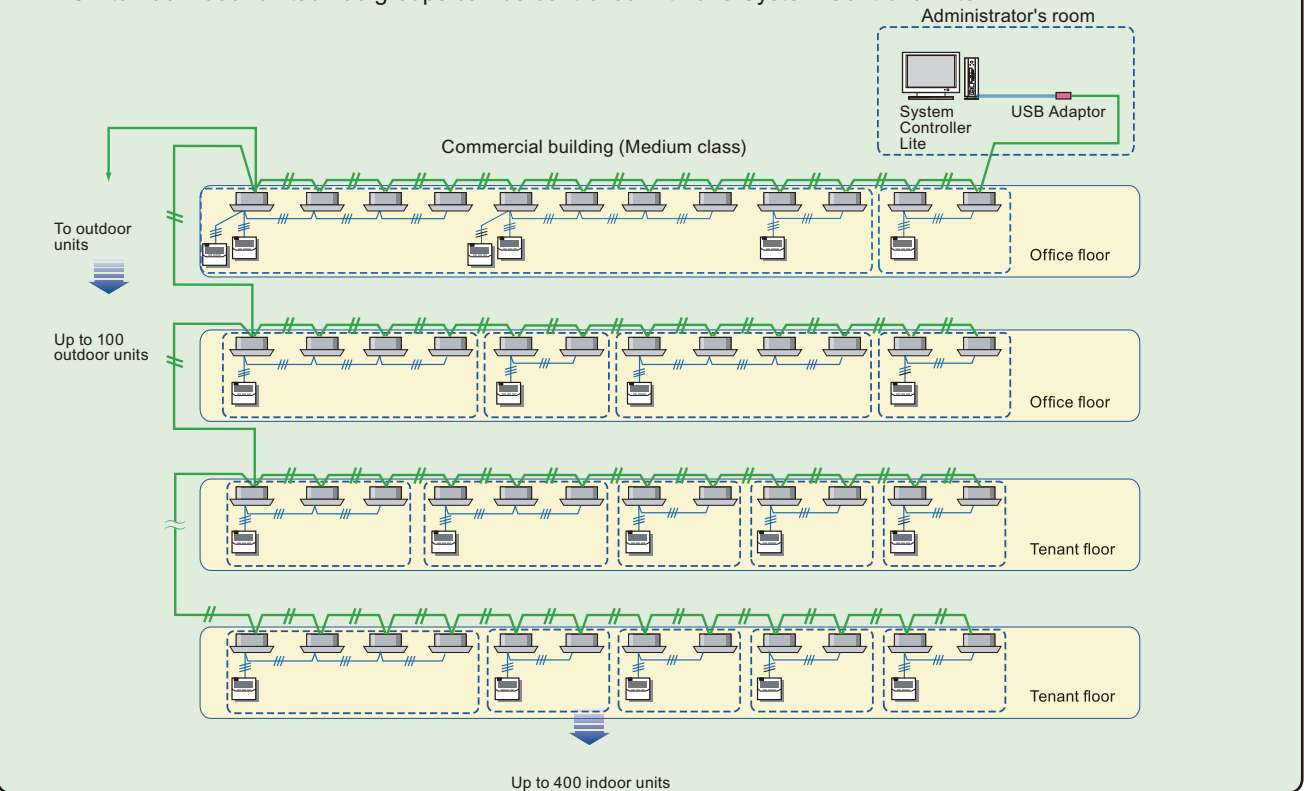 Administrator's room
System
Controller
Lite
USB Adaptor
Commercial building (Medium class)
To outdoor
units
Office floor
Up to 100
outdoor units
Office floor
Tenant floor
Tenant floor
Up to 400 indoor units